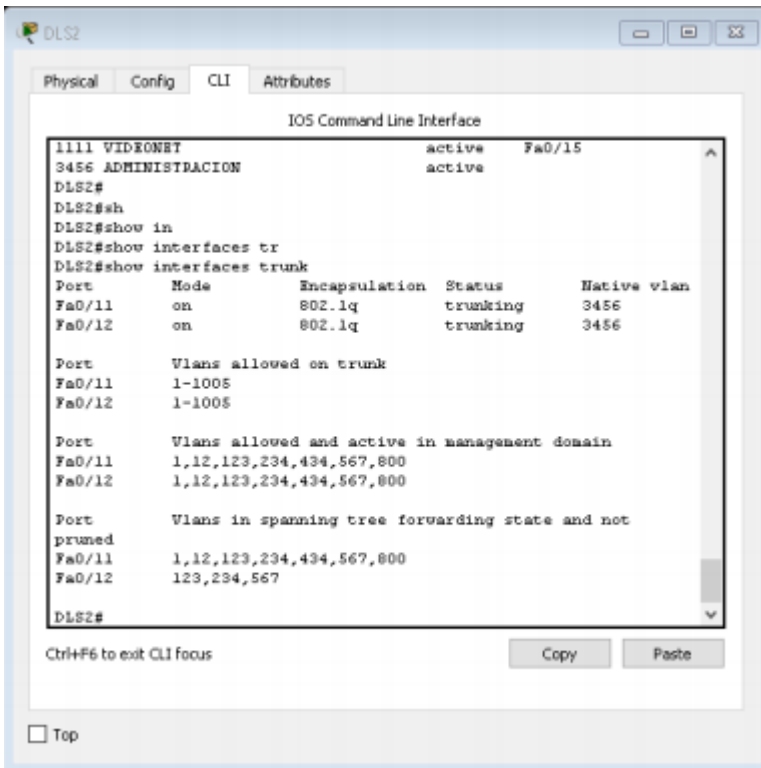 DLS2
Physical Config CLI Attributes
IOS Command Line Interface
1111 VIDEONET active Fa0/15
3456 ADMINISTRACION active
DLS2#
DLS2#sh
DLS2#show in
DLS2#show interfaces tr
DLS2#show interfaces trunk
Port Mode Encapsulation Status Native vlan
Fa0/11 on 802.1q trunking 3456
Fa0/12 on 802.1q trunking 3456
Port Vlans allowed on trunk
Fa0/11 1-1005
Fa0/12 1-1005
Port Vlans allowed and active in management domain
Fa0/11 1,12,123,234,434,567,800
Fa0/12 1,12,123,234,434,567,800
Port Vlans in spanning tree forwarding state and not
pruned
Fa0/11 1,12,123,234,434,567,800
Fa0/12 123,234,567
DLS2#
Ctrl+F6 to exit CLI focus Copy Paste
Top